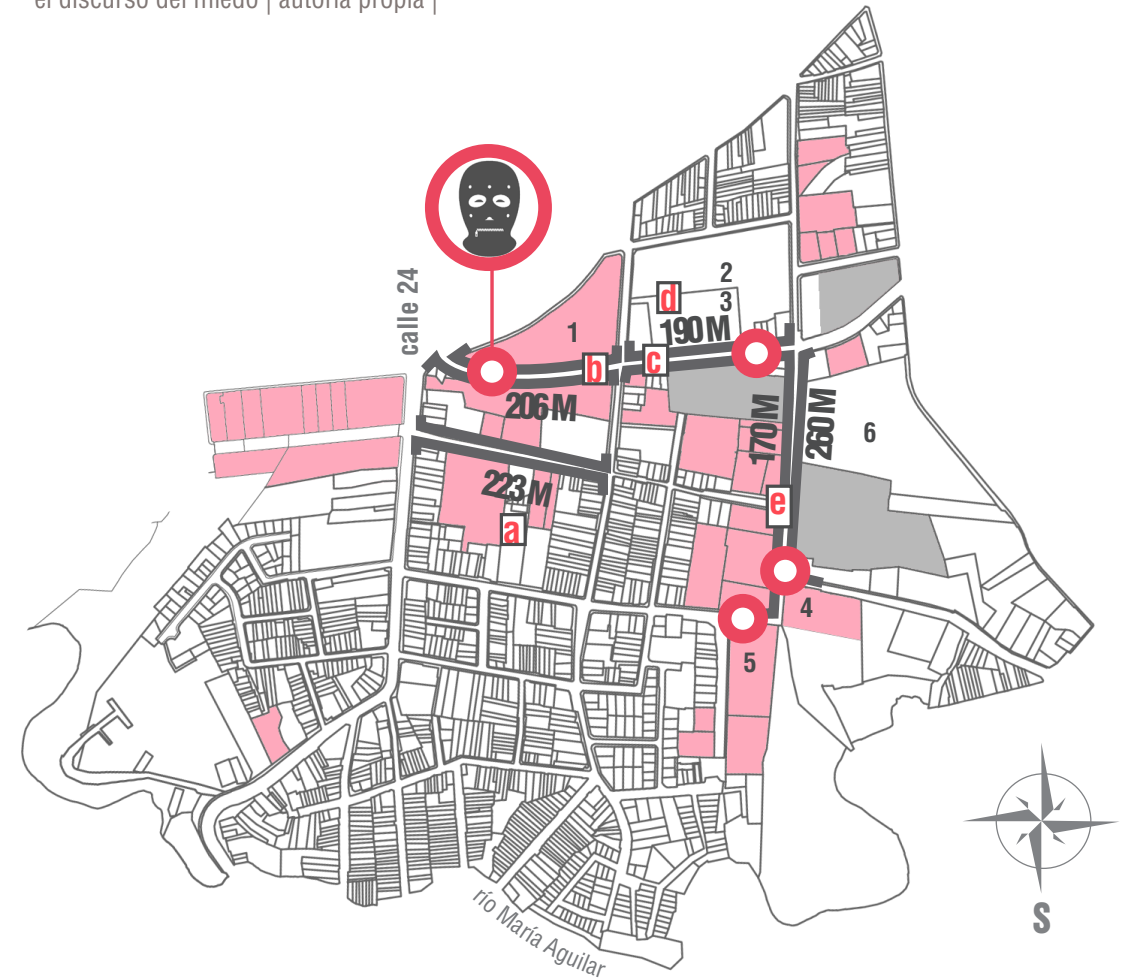 el discurso del miedo | autoría propia |
calle 24
1
2
d
3
190 M
b
c
206 M
170 M
260 M
6
223 M
e
a
4
5
río María Aguilar
S